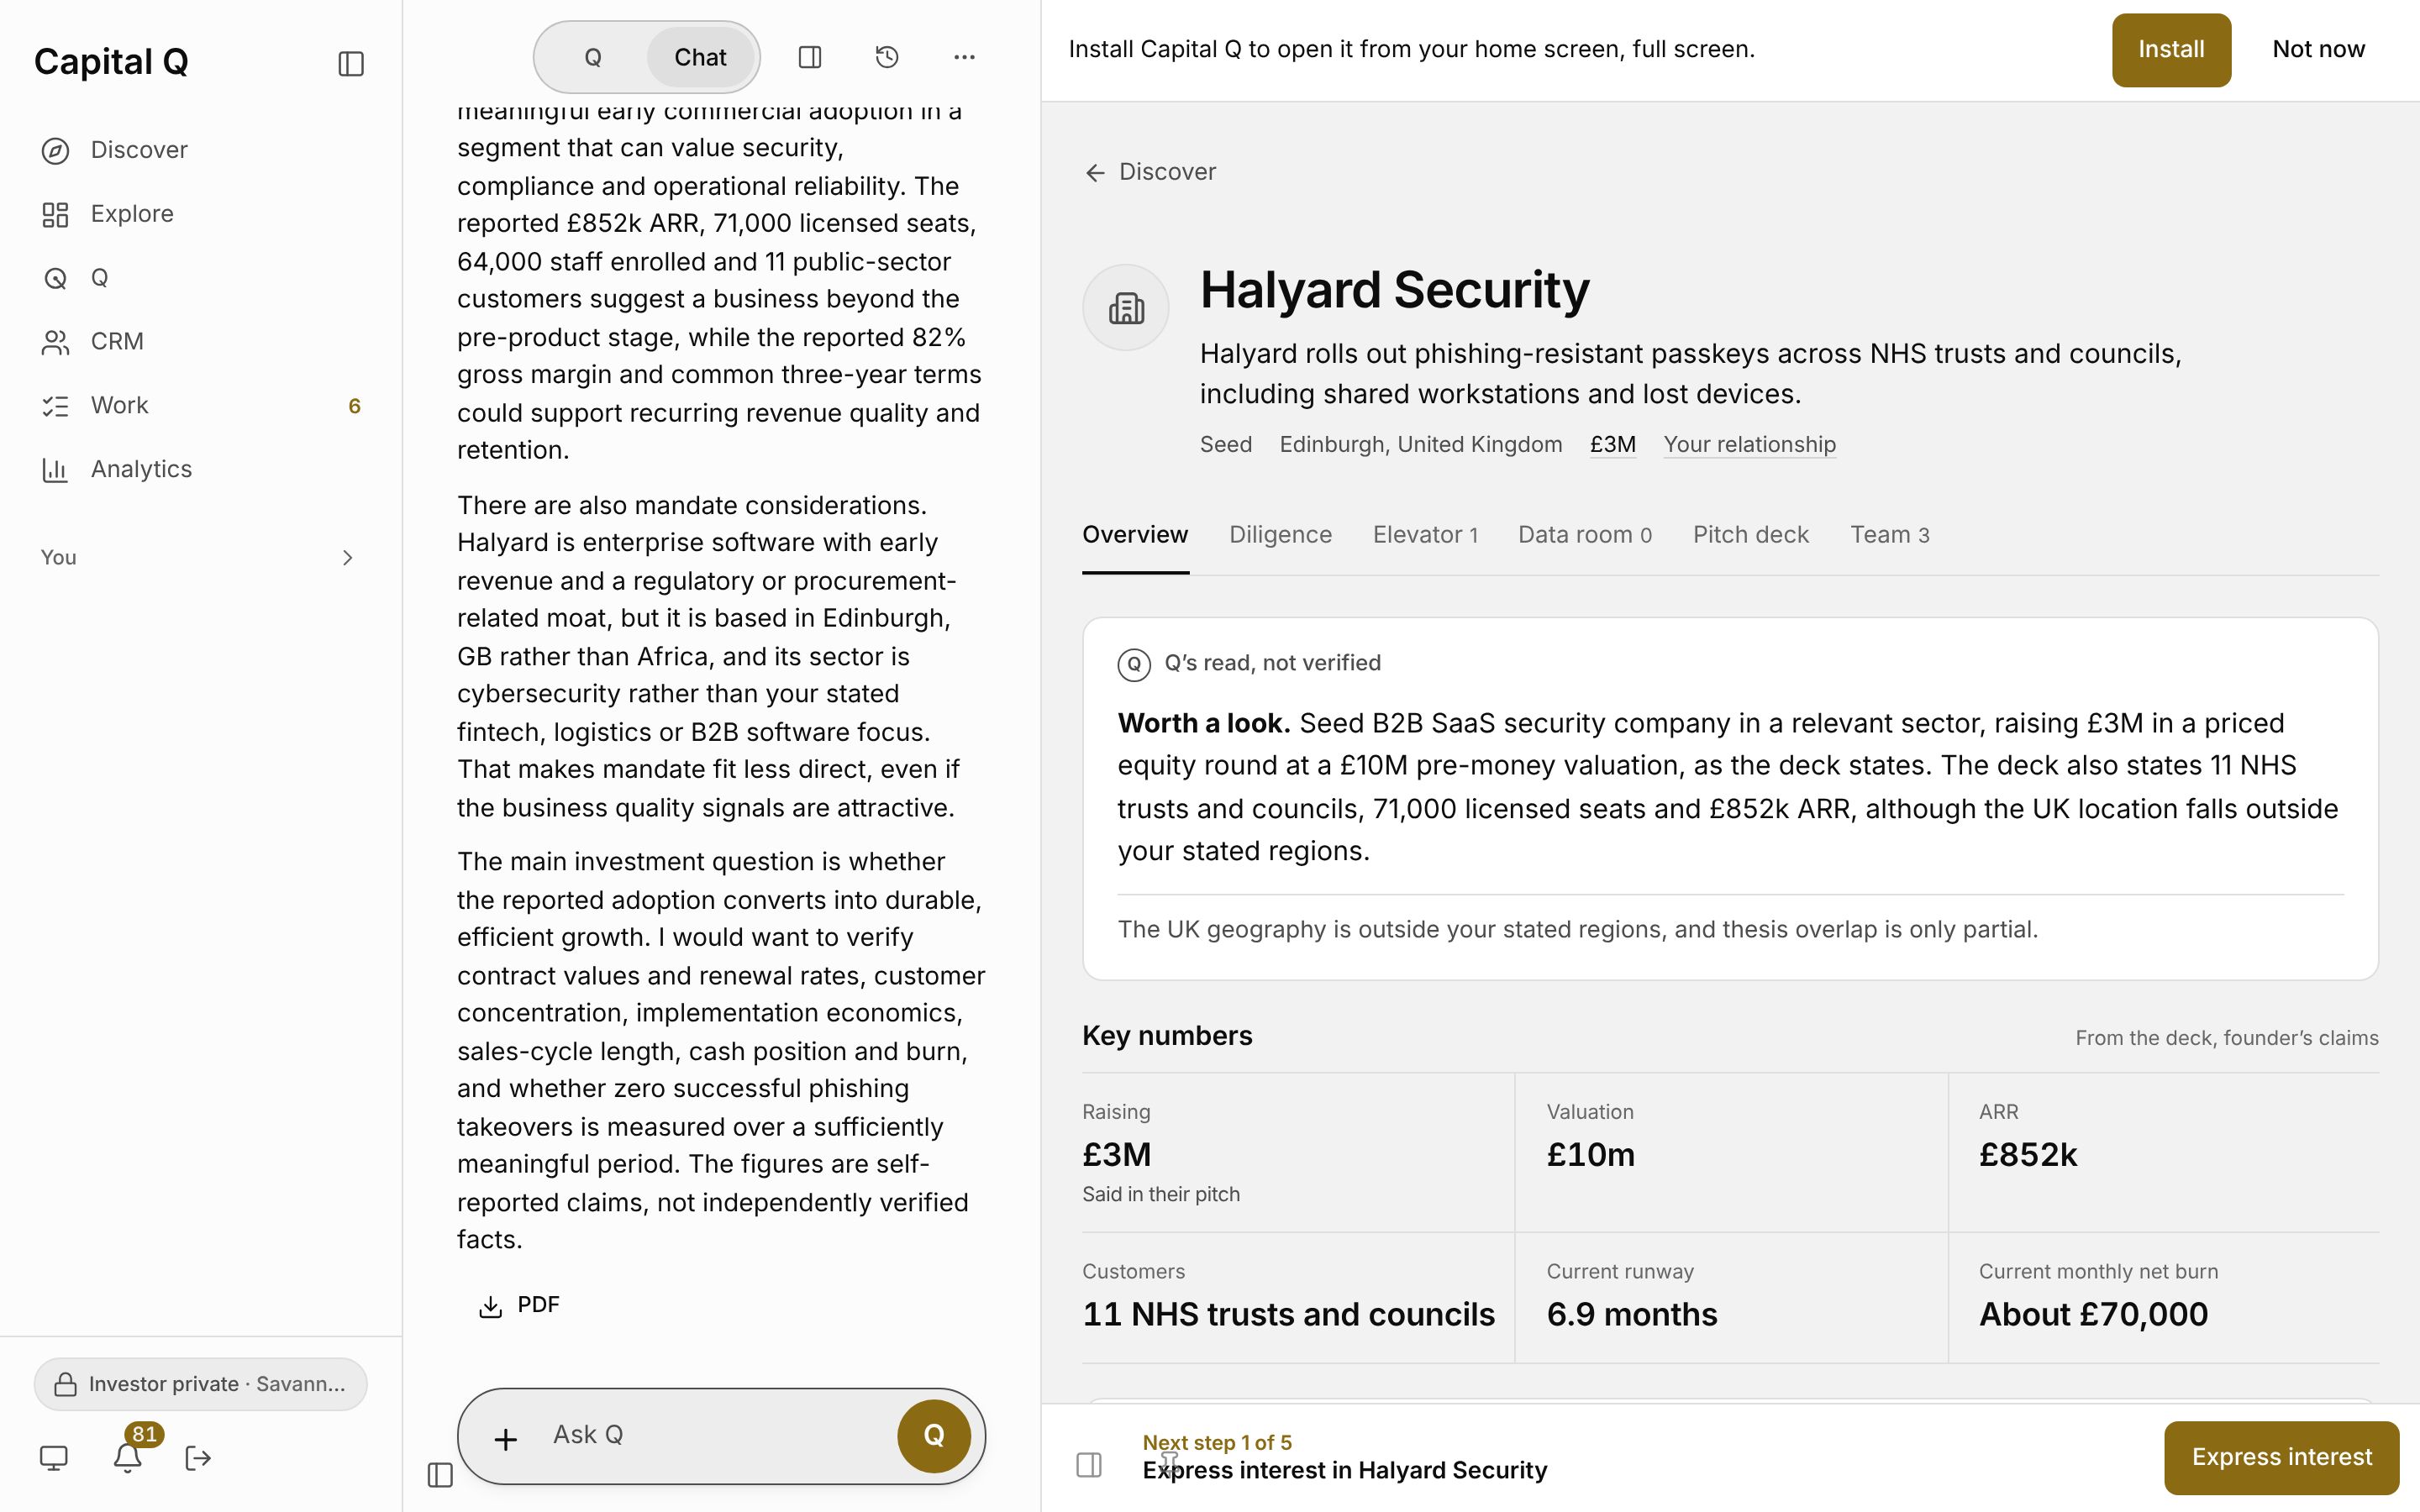 Capital Q
Discover
Explore
Q
CRM
Work 6
Analytics
You
Investor private · Savann...
81
Q Chat
meaningful early commercial adoption in a
segment that can value security,
compliance and operational reliability. The
reported £852k ARR, 71,000 licensed seats,
64,000 staff enrolled and 11 public-sector
customers suggest a business beyond the
pre-product stage, while the reported 82%
gross margin and common three-year terms
could support recurring revenue quality and
retention.
There are also mandate considerations.
Halyard is enterprise software with early
revenue and a regulatory or procurement-
related moat, but it is based in Edinburgh,
GB rather than Africa, and its sector is
cybersecurity rather than your stated
fintech, logistics or B2B software focus.
That makes mandate fit less direct, even if
the business quality signals are attractive.
The main investment question is whether
the reported adoption converts into durable,
efficient growth. I would want to verify
contract values and renewal rates, customer
concentration, implementation economics,
sales-cycle length, cash position and burn,
and whether zero successful phishing
takeovers is measured over a sufficiently
meaningful period. The figures are self-
reported claims, not independently verified
facts.
PDF
Ask Q
Q
Install Capital Q to open it from your home screen, full screen.
Install
Not now
Discover
Halyard Security
Halyard rolls out phishing-resistant passkeys across NHS trusts and councils,
including shared workstations and lost devices.
Seed Edinburgh, United Kingdom £3M Your relationship
Overview Diligence Elevator 1 Data room 0 Pitch deck Team 3
Q Q’s read, not verified
Worth a look. Seed B2B SaaS security company in a relevant sector, raising £3M in a priced
equity round at a £10M pre-money valuation, as the deck states. The deck also states 11 NHS
trusts and councils, 71,000 licensed seats and £852k ARR, although the UK location falls outside
your stated regions.
The UK geography is outside your stated regions, and thesis overlap is only partial.
Key numbers
From the deck, founder’s claims
Raising
£3M
Said in their pitch
Valuation
£10m
ARR
£852k
Customers
11 NHS trusts and councils
Current runway
6.9 months
Current monthly net burn
About £70,000
Next step 1 of 5
Express interest in Halyard Security
Express interest